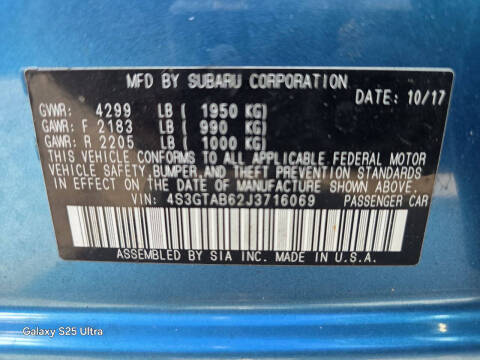 MFD BY SUBARU CORPORATION
DATE: 10/17
GVWR: 4299 LB ( 1950 KG)
GAWR: F 2183 LB ( 990 KG)
GAWR: R 2205 LB ( 1000 KG)
THIS VEHICLE CONFORMS TO ALL APPLICABLE FEDERAL MOTOR
VEHICLE SAFETY, BUMPER, AND THEFT PREVENTION STANDARDS
IN EFFECT ON THE DATE OF MANUFACTURE SHOWN ABOVE.
VIN: 4S3GTAB62J3716069 PASSENGER CAR
ASSEMBLED BY SIA INC. MADE IN U.S.A.
Galaxy S25 Ultra